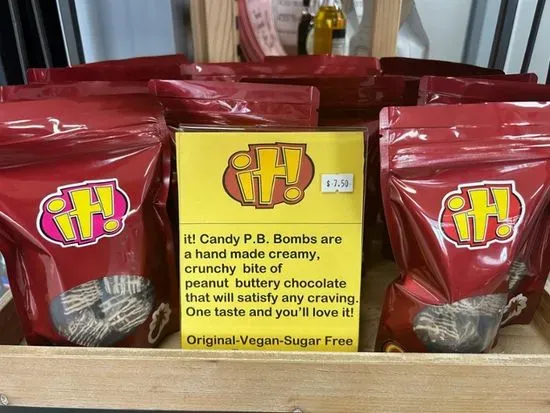 it!
$7.50
it! Candy P.B. Bombs are
a hand made creamy,
crunchy bite of
peanut buttery chocolate
that will satisfy any craving.
One taste and you'll love it!
Original-Vegan-Sugar Free
it!
it!